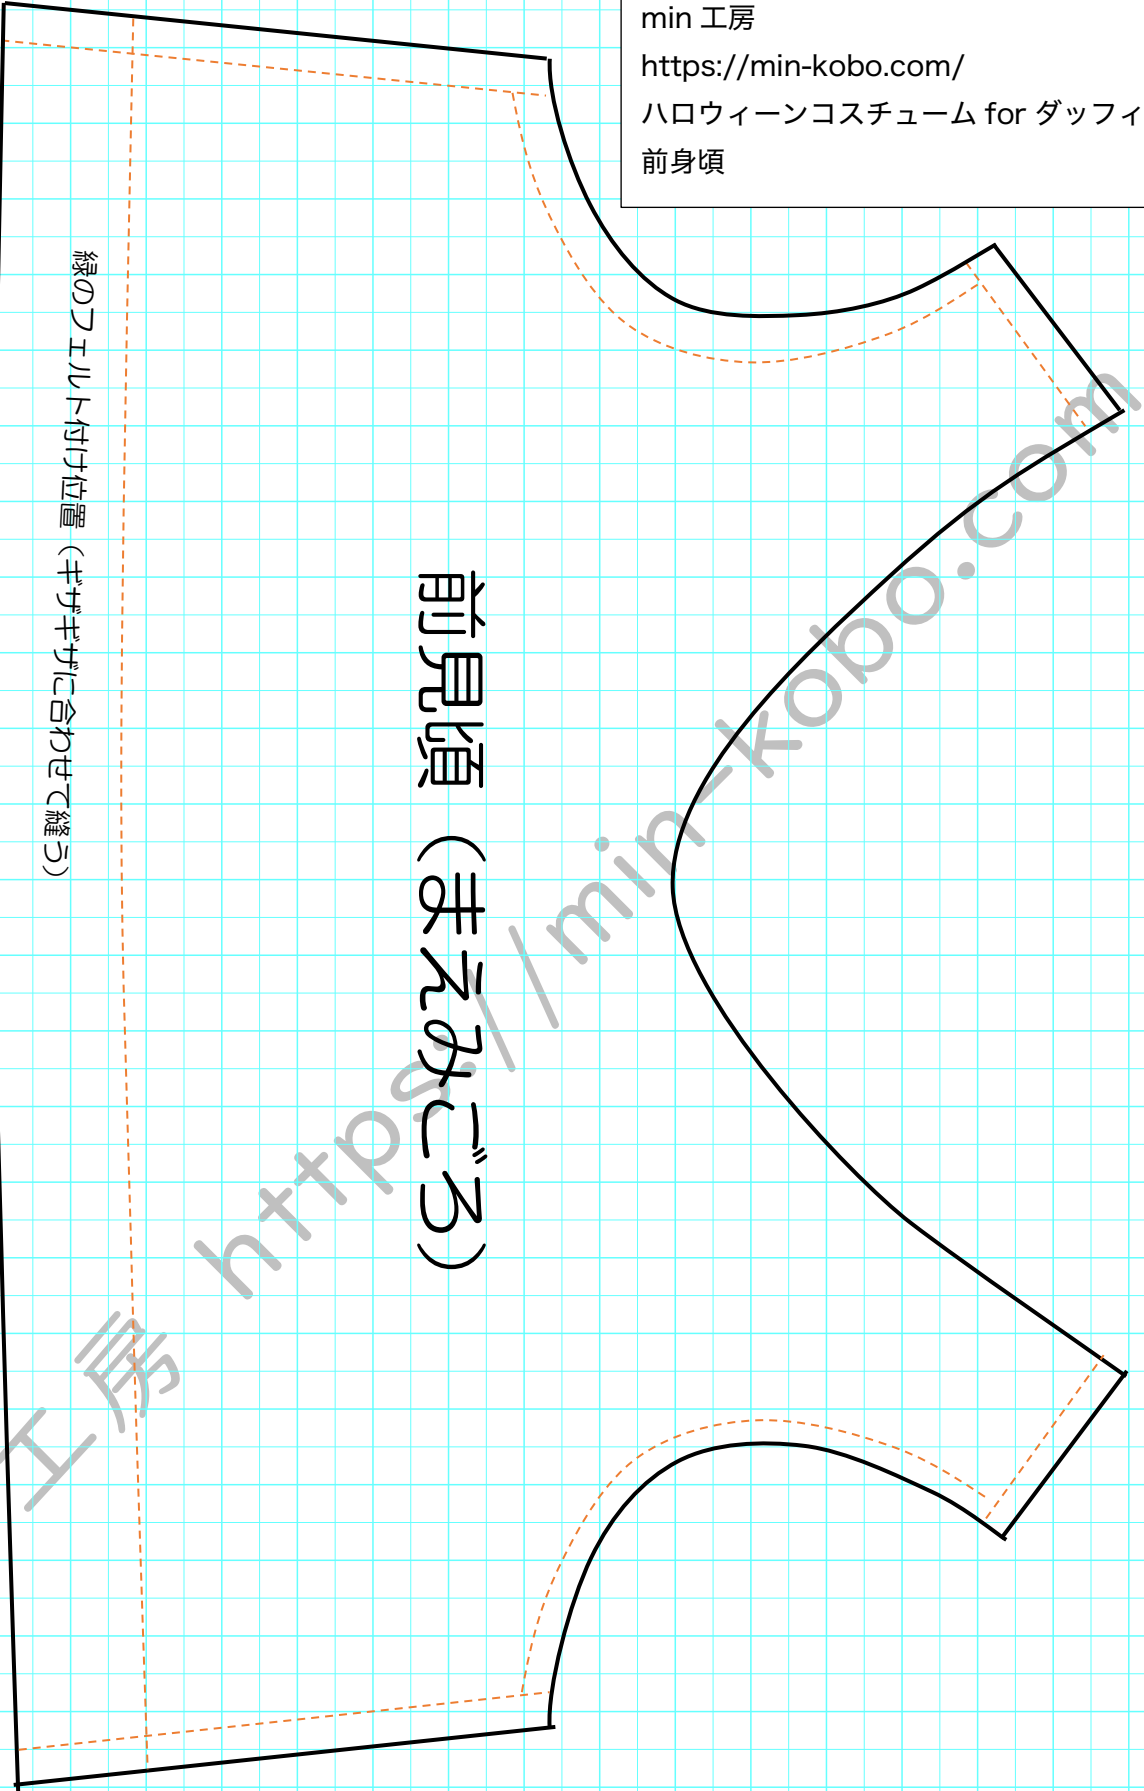 min 工房
https://min-kobo.com/
ハロウィーンコスチューム for ダッフィ
前身頃
緑のフェルト付け位置（ギザギザに合わせて縫う）
前見頃（まえみごろ）
工房 https://min-kobo.com